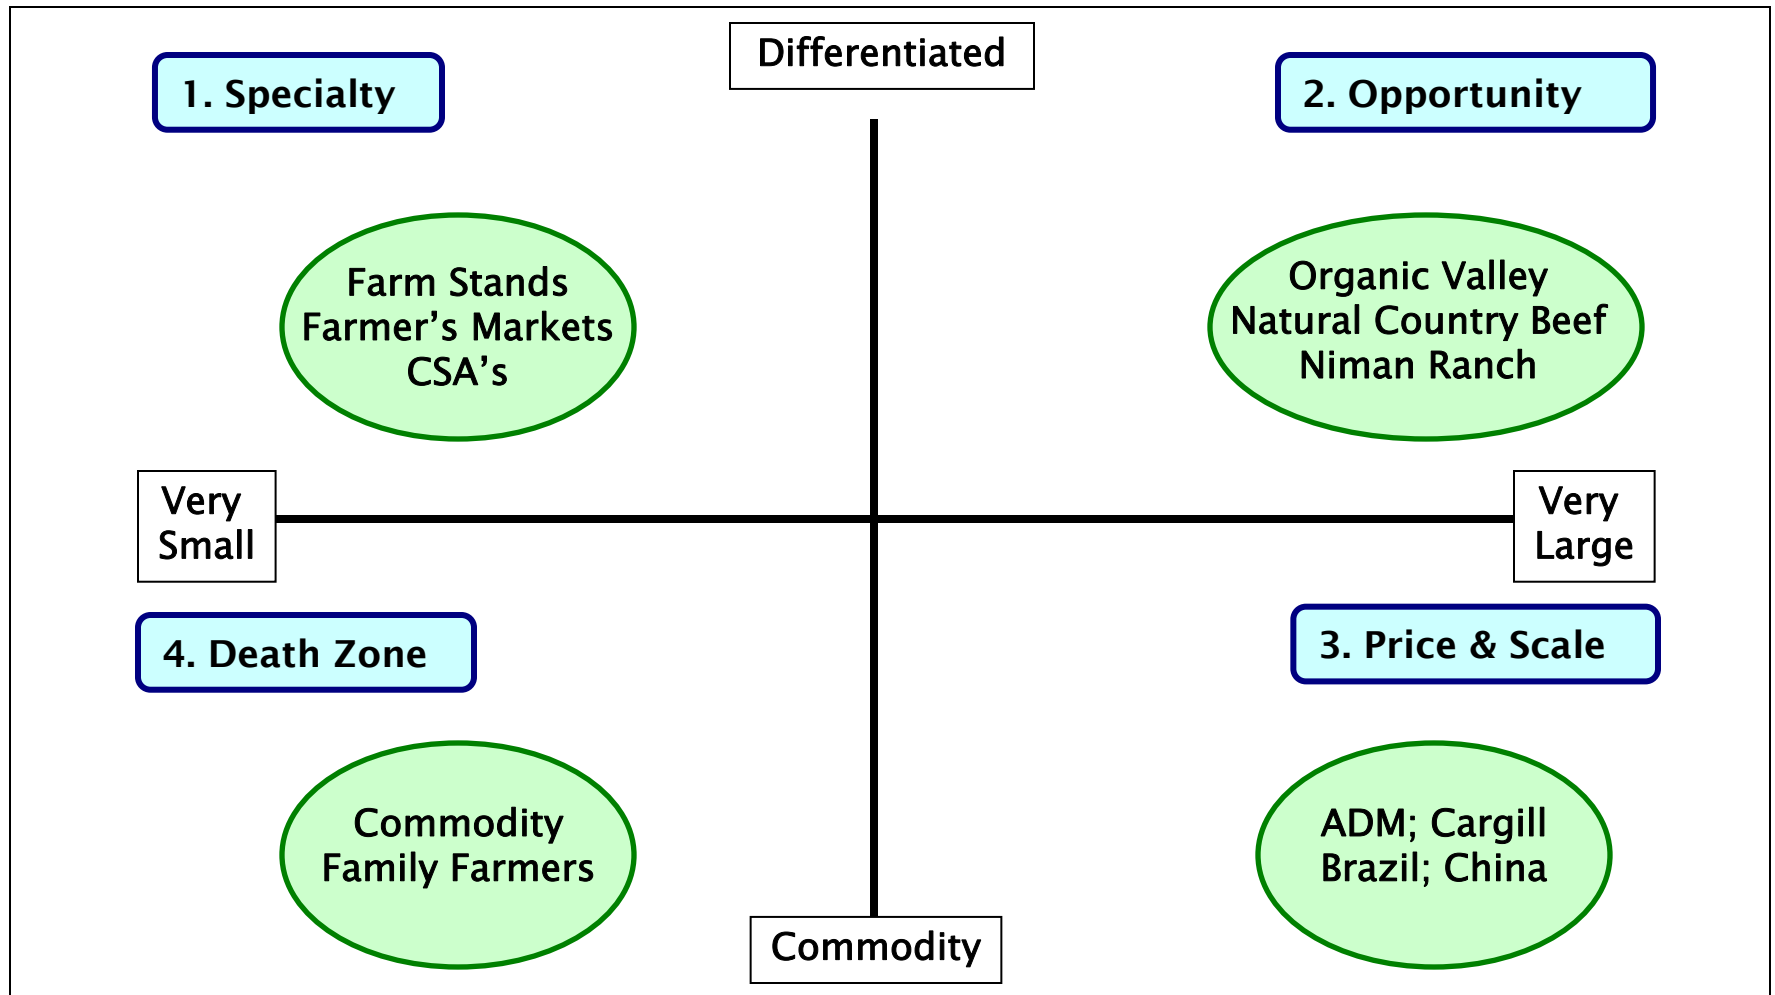 Differentiated
1. Specialty
2. Opportunity
Farm Stands
Farmer’s Markets
CSA’s
Organic Valley
Natural Country Beef
Niman Ranch
Very
Small
Very
Large
4. Death Zone
3. Price & Scale
Commodity
Family Farmers
ADM; Cargill
Brazil; China
Commodity